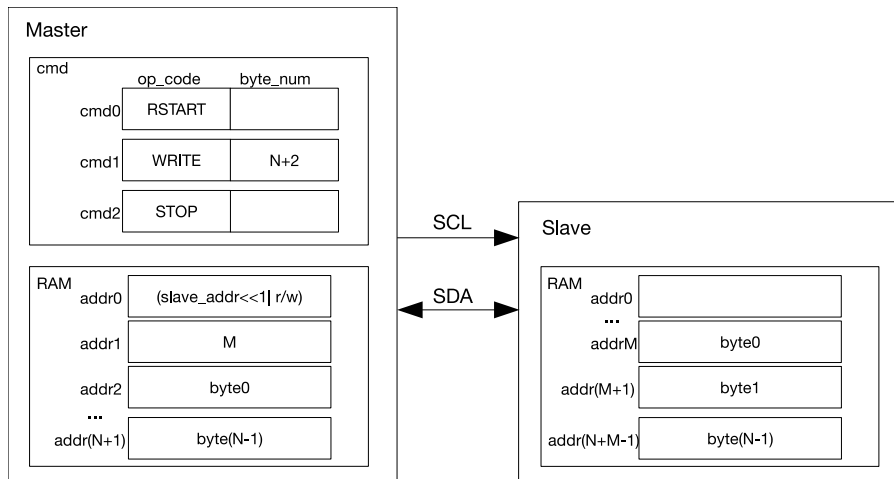 Master
cmd
op_code byte_num
cmd0 RSTART
cmd1 WRITE N+2
cmd2 STOP
RAM
addr0 (slave_addr<<1| r/w)
addr1 M
addr2 byte0
...
addr(N+1) byte(N-1)
SCL
SDA
Slave
RAM
addr0
...
addrM byte0
addr(M+1) byte1
addr(N+M-1) byte(N-1)